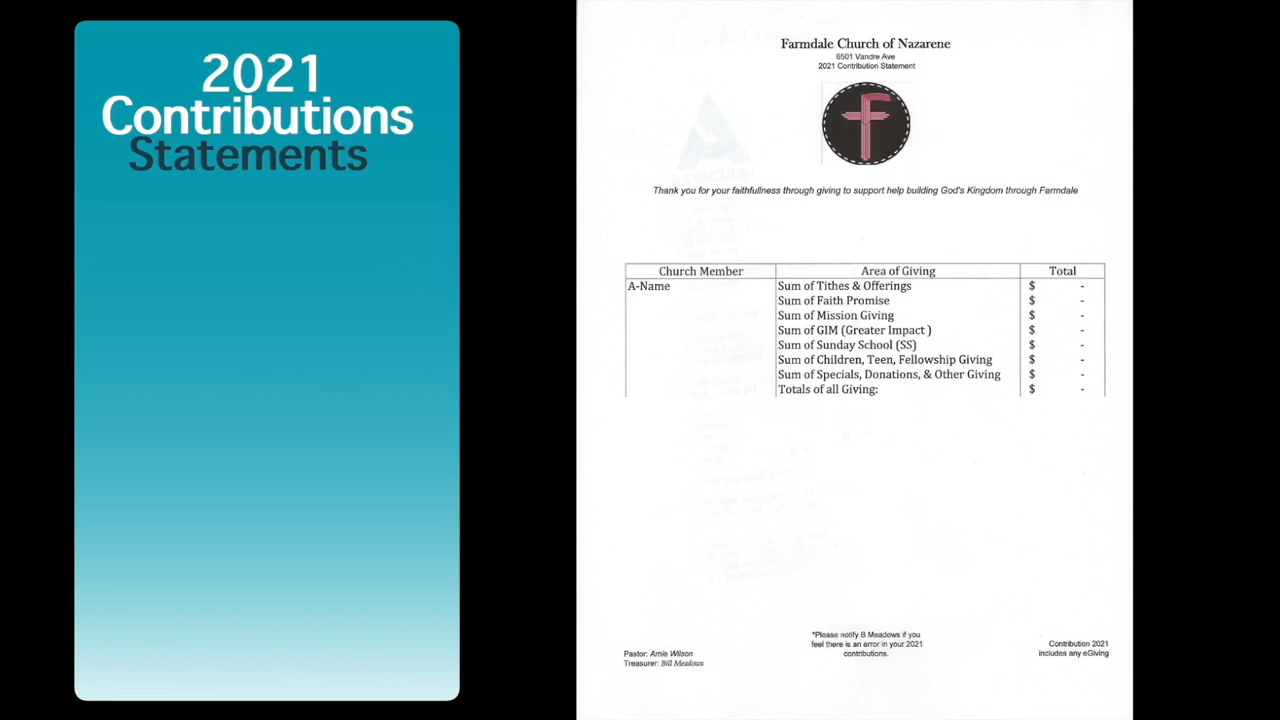 2021
Contributions
Statements
Farmdale Church of Nazarene
6501 Vandre Ave
2021 Contribution Statement
Thank you for your faithfullness through giving to support help building God's Kingdom through Farmdale
Church Member Area of Giving Total
A-Name Sum of Tithes & Offerings $ -
Sum of Faith Promise $ -
Sum of Mission Giving $ -
Sum of GIM (Greater Impact ) $ -
Sum of Sunday School (SS) $ -
Sum of Children, Teen, Fellowship Giving $ -
Sum of Specials, Donations, & Other Giving $ -
Totals of all Giving: $ -
Pastor: Arnie Wilson
Treasurer: Bill Meadows
*Please notify B Meadows if you
feel there is an error in your 2021
contributions.
Contribution 2021
includes any eGiving